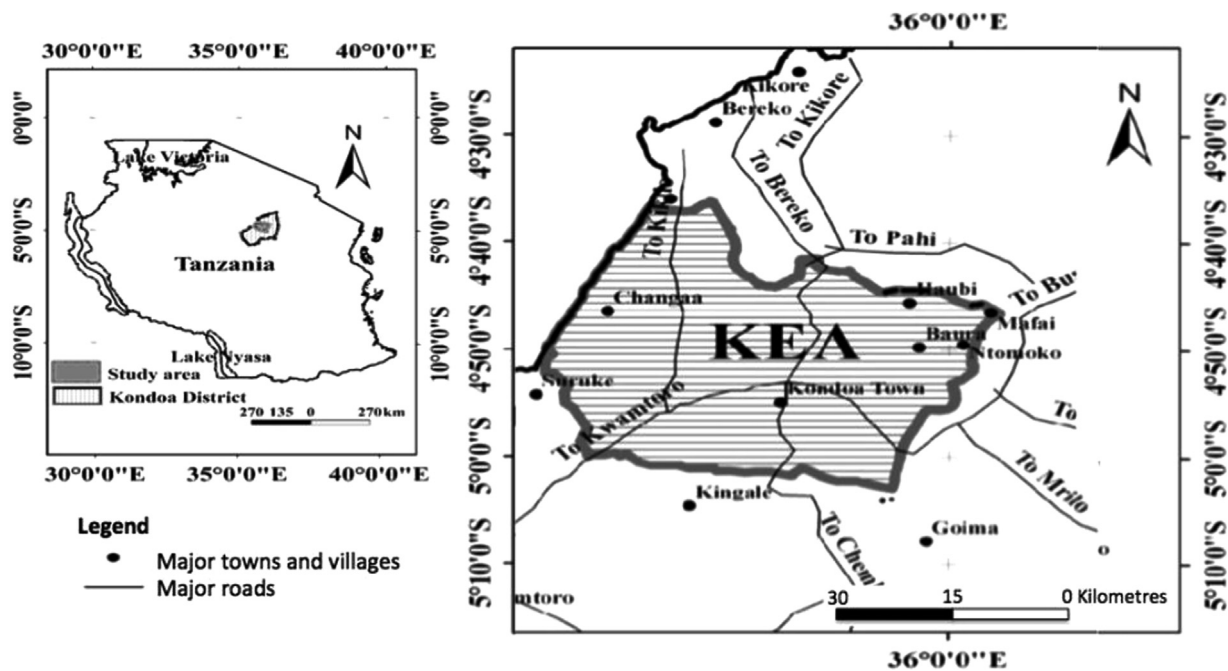 30°0'0"E 35°0'0"E 40°0'0"E
0°0'0"
5°0'0"S
10°0'0"S
0°0'0"
5°0'0"S
10°0'0"S
N
Lake Victoria
Tanzania
Lake Nyasa
Study area
Kondoa District
270 135 0 270 km
30°0'0"E 35°0'0"E 40°0'0"E
Legend
Major towns and villages
Major roads
36°0'0"E
4°30'0"S
4°40'0"S
4°50'0"S
5°0'0"S
5°10'0"S
4°30'0"S
4°40'0"S
4°50'0"S
5°0'0"S
5°10'0"S
N
Kikore
Bereko
To Kikore
To Bereko
To Pahi
Haubi
Changaa
Mafai
KEA
Baura
Ntomoko
Suruke
Kondoa Town
To Kwamtoro
To
To Mrilo
Kingale
Goima
o
mtoro
30 15 0 Kilometres
36°0'0"E